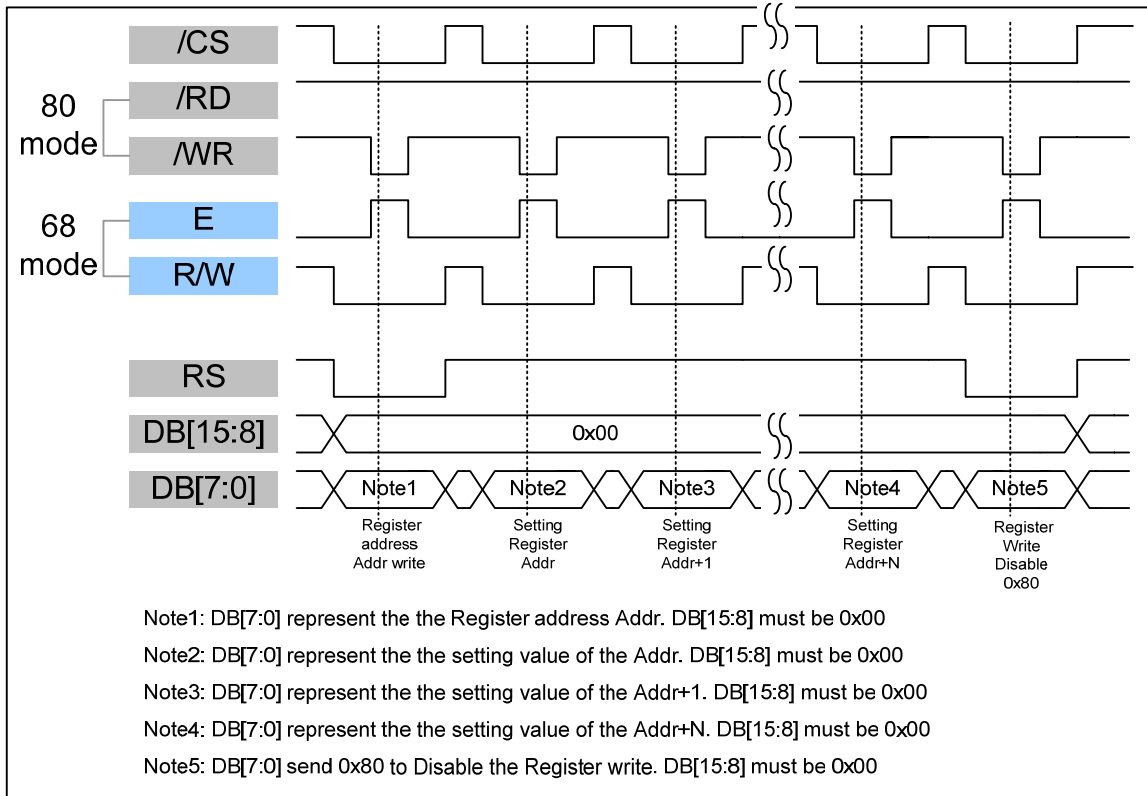 /CS
80
mode
/RD
/WR
68
mode
E
R/W
RS
DB[15:8]
0x00
DB[7:0]
Note1
Note2
Note3
Note4
Note5
Register
address
Addr write
Setting
Register
Addr
Setting
Register
Addr+1
Setting
Register
Addr+N
Register
Write
Disable
0x80
Note1: DB[7:0] represent the the Register address Addr. DB[15:8] must be 0x00
Note2: DB[7:0] represent the the setting value of the Addr. DB[15:8] must be 0x00
Note3: DB[7:0] represent the the setting value of the Addr+1. DB[15:8] must be 0x00
Note4: DB[7:0] represent the the setting value of the Addr+N. DB[15:8] must be 0x00
Note5: DB[7:0] send 0x80 to Disable the Register write. DB[15:8] must be 0x00